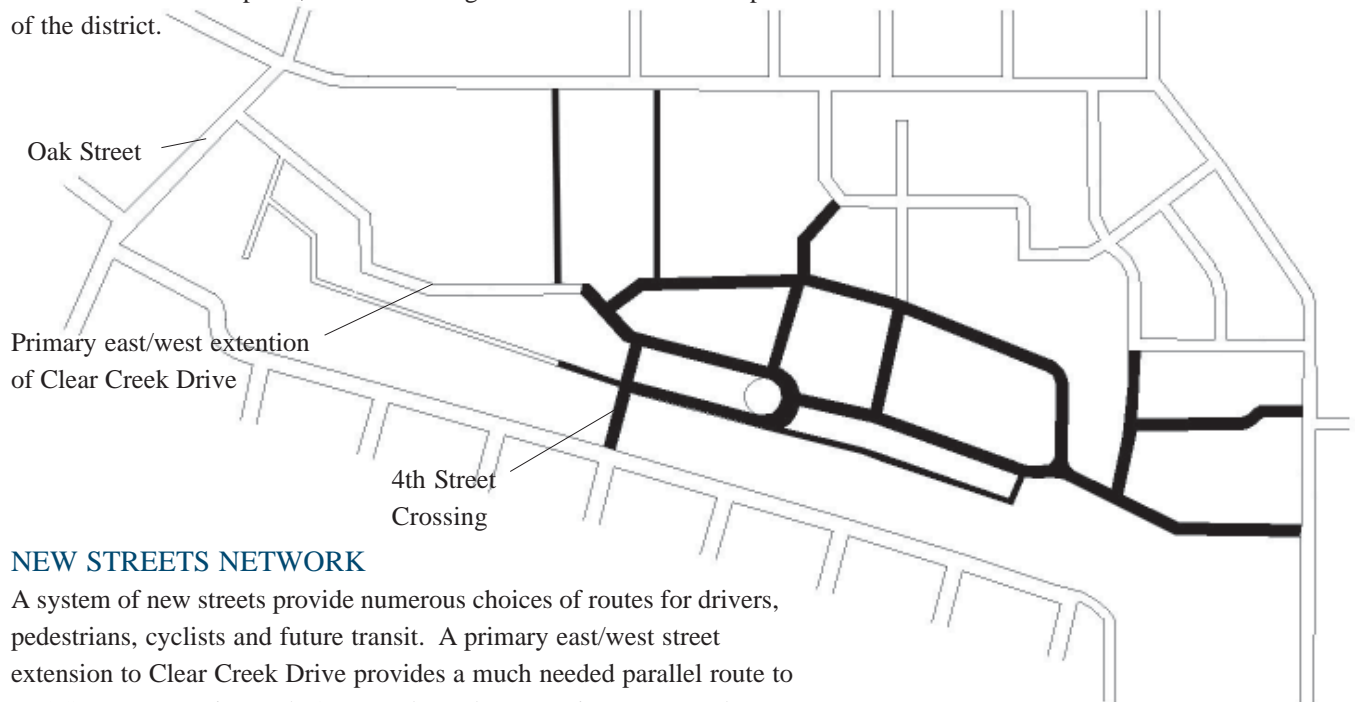 of the district.
Oak Street
Primary east/west extention
of Clear Creek Drive
4th Street
Crossing
NEW STREETS NETWORK
A system of new streets provide numerous choices of routes for drivers,
pedestrians, cyclists and future transit.  A primary east/west street
extension to Clear Creek Drive provides a much needed parallel route to